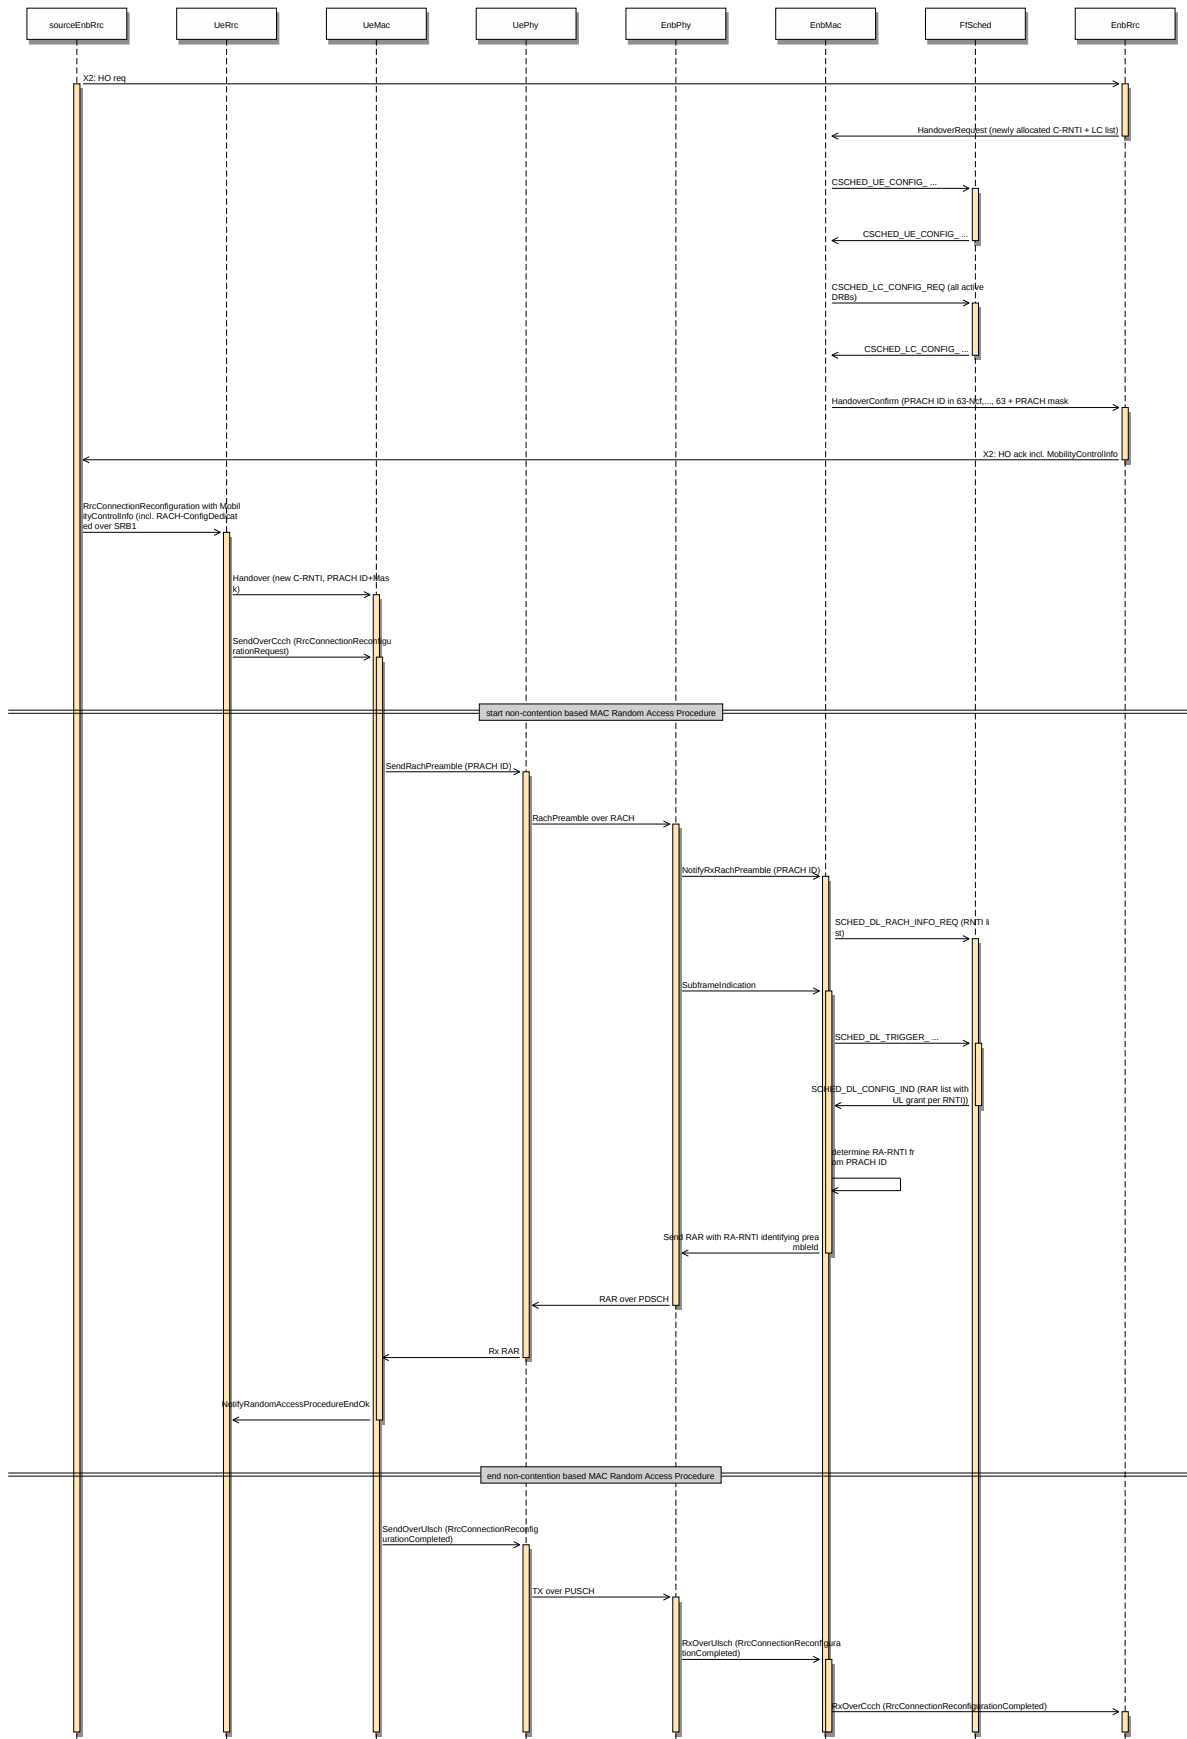 sourceEnbRrc
UeRrc
UeMac
UePhy
EnbPhy
EnbMac
FfSched
EnbRrc
X2: HO req
HandoverRequest (newly allocated C-RNTI + LC list)
CSCHED_UE_CONFIG_ ...
CSCHED_UE_CONFIG_ ...
CSCHED_LC_CONFIG_REQ (all active
DRBs)
CSCHED_LC_CONFIG_ ...
HandoverConfirm (PRACH ID in 63-Ncf,..., 63 + PRACH mask
X2: HO ack incl. MobilityControlInfo
RrcConnectionReconfiguration with Mobil
ityControlInfo (incl. RACH-ConfigDedicat
ed over SRB1
Handover (new C-RNTI, PRACH ID+Mas
k)
SendOverCcch (RrcConnectionReconfigu
rationRequest)
start non-contention based MAC Random Access Procedure
SendRachPreamble (PRACH ID)
RachPreamble over RACH
NotifyRxRachPreamble (PRACH ID)
SCHED_DL_RACH_INFO_REQ (RNTI li
st)
SubframeIndication
SCHED_DL_TRIGGER_ ...
SCHED_DL_CONFIG_IND (RAR list with
UL grant per RNTI))
determine RA-RNTI fr
om PRACH ID
Send RAR with RA-RNTI identifying prea
mbleId
RAR over PDSCH
Rx RAR
NotifyRandomAccessProcedureEndOk
end non-contention based MAC Random Access Procedure
SendOverUlsch (RrcConnectionReconfig
urationCompleted)
TX over PUSCH
RxOverUlsch (RrcConnectionReconfigura
tionCompleted)
RxOverCcch (RrcConnectionReconfigurationCompleted)